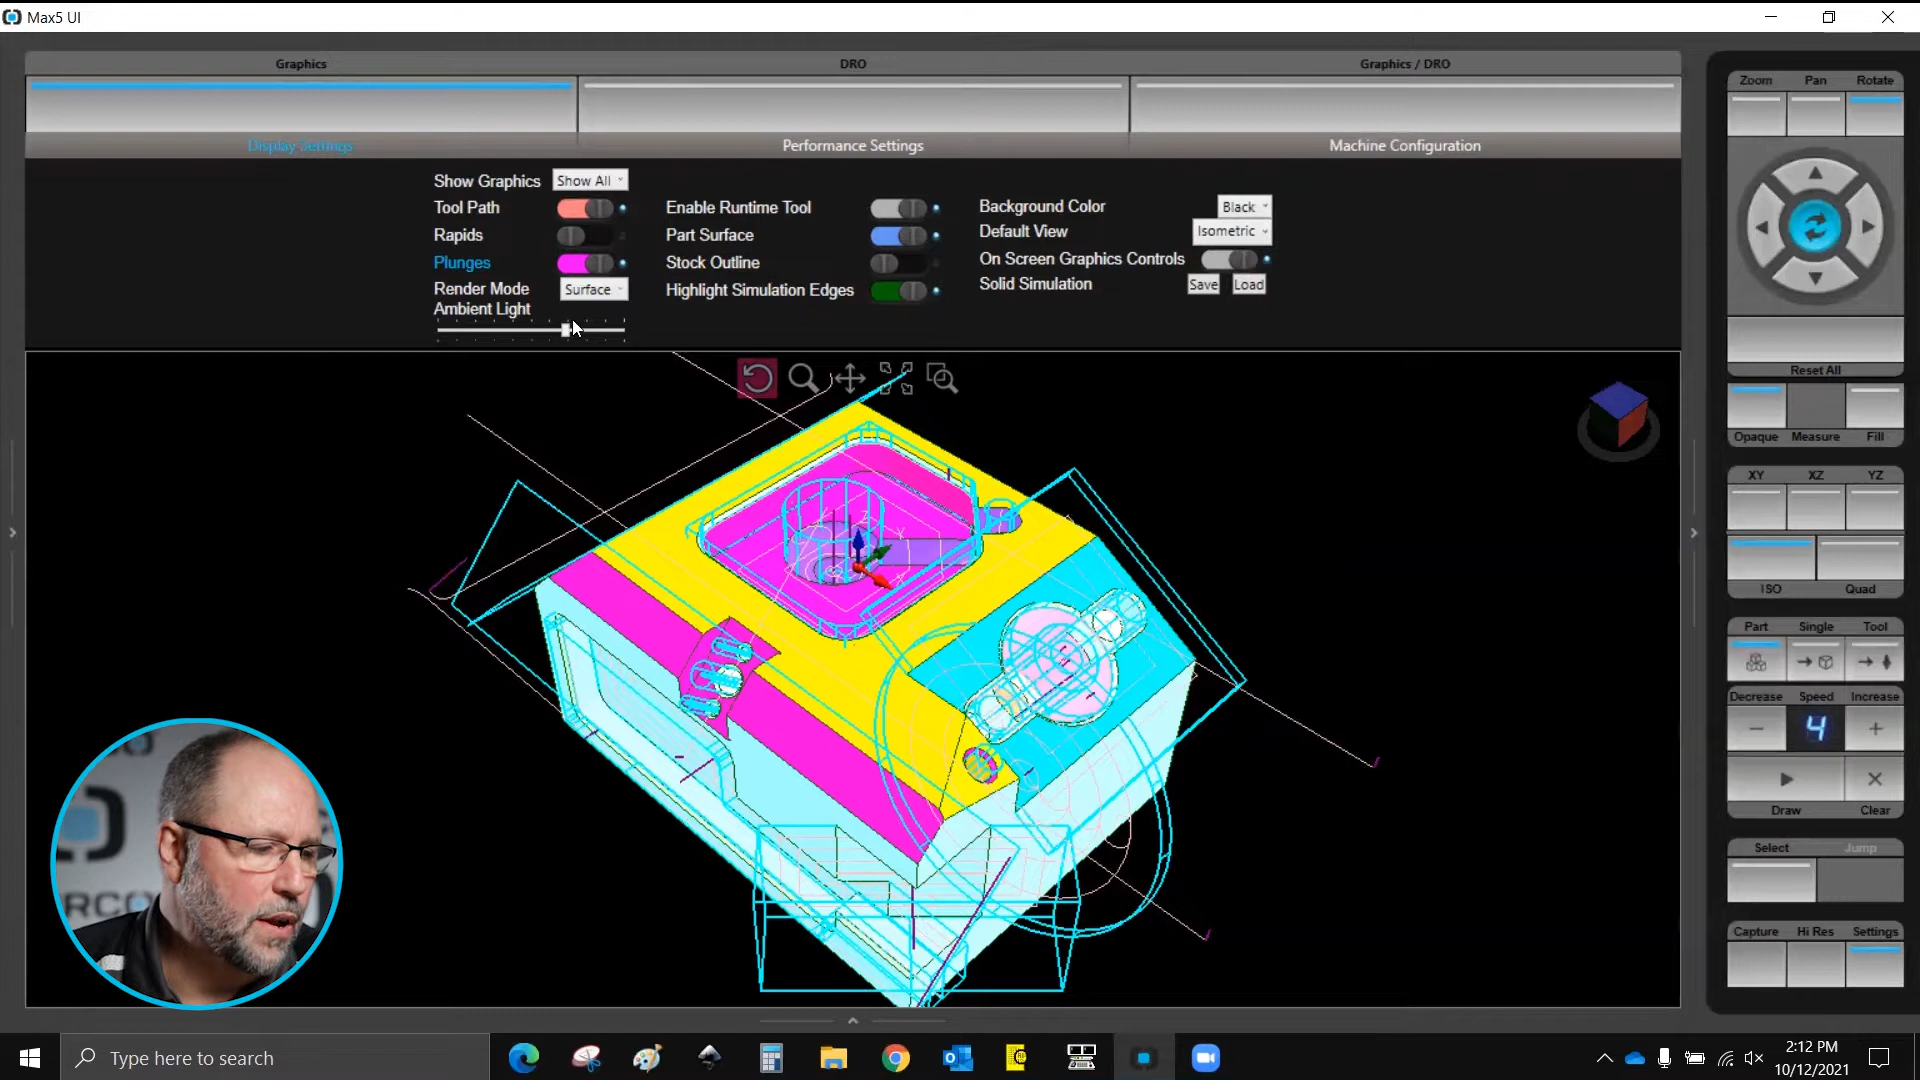 Max5 UI
Graphics
DRO
Graphics / DRO
Display Settings
Performance Settings
Machine Configuration
Show Graphics
Show All
Tool Path
Rapids
Plunges
Render Mode
Surface
Ambient Light
Enable Runtime Tool
Part Surface
Stock Outline
Highlight Simulation Edges
Background Color
Black
Default View
Isometric
On Screen Graphics Controls
Solid Simulation
Save
Load
Zoom
Pan
Rotate
Reset All
Opaque
Measure
Fill
XY
XZ
YZ
ISO
Quad
Part
Single
Tool
Decrease
Speed
Increase
4
Draw
Clear
Select
Jump
Capture
Hi Res
Settings
Type here to search
2:12 PM
10/12/2021